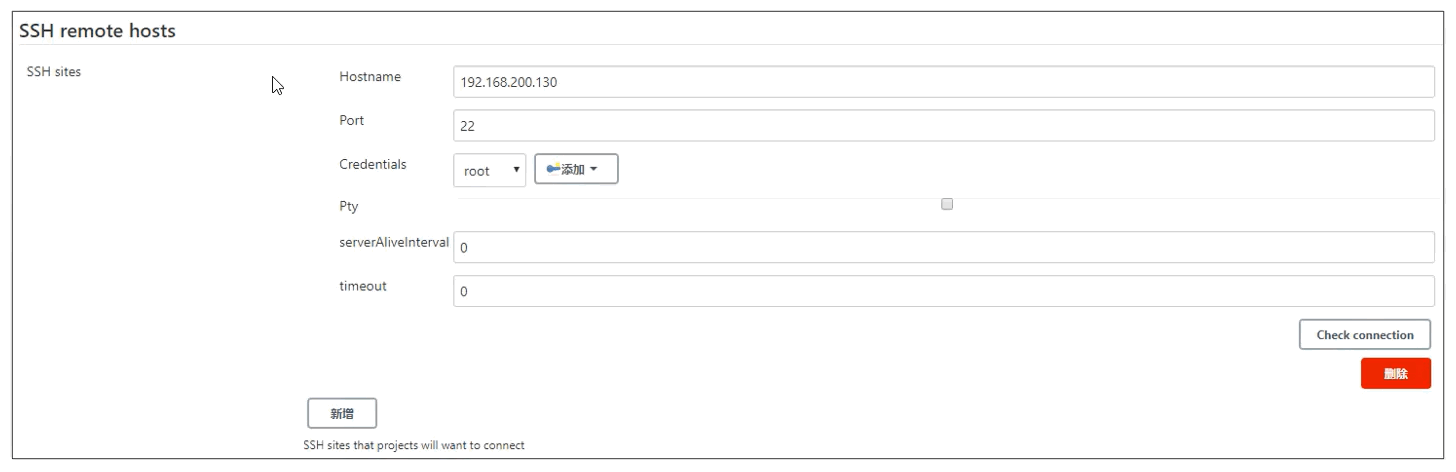 SSH remote hosts
SSH sites
Hostname
192.168.200.130
Port
22
Credentials
root
添加
Pty
serverAliveInterval
0
timeout
0
Check connection
删除
新增
SSH sites that projects will want to connect